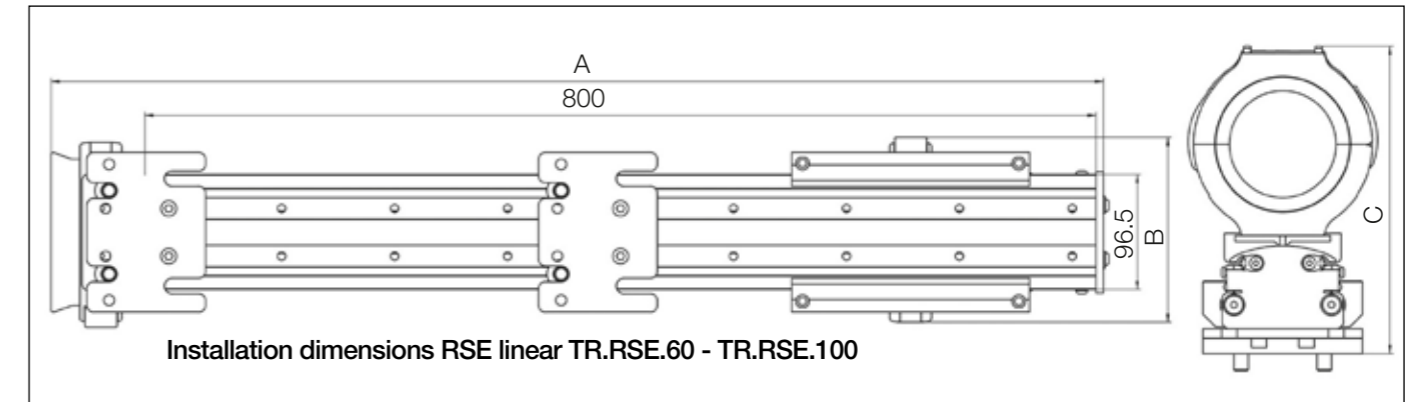 A
800
96.5
B
C
Installation dimensions RSE linear TR.RSE.60 - TR.RSE.100